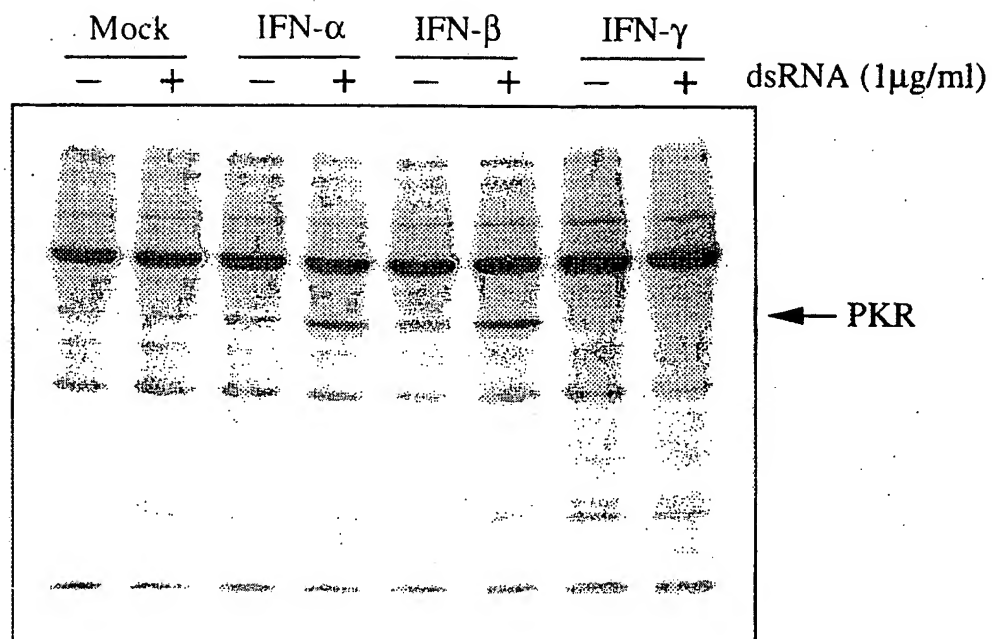 Mock IFN-α IFN-β IFN-γ
− + − + − + − + dsRNA (1µg/ml)
PKR